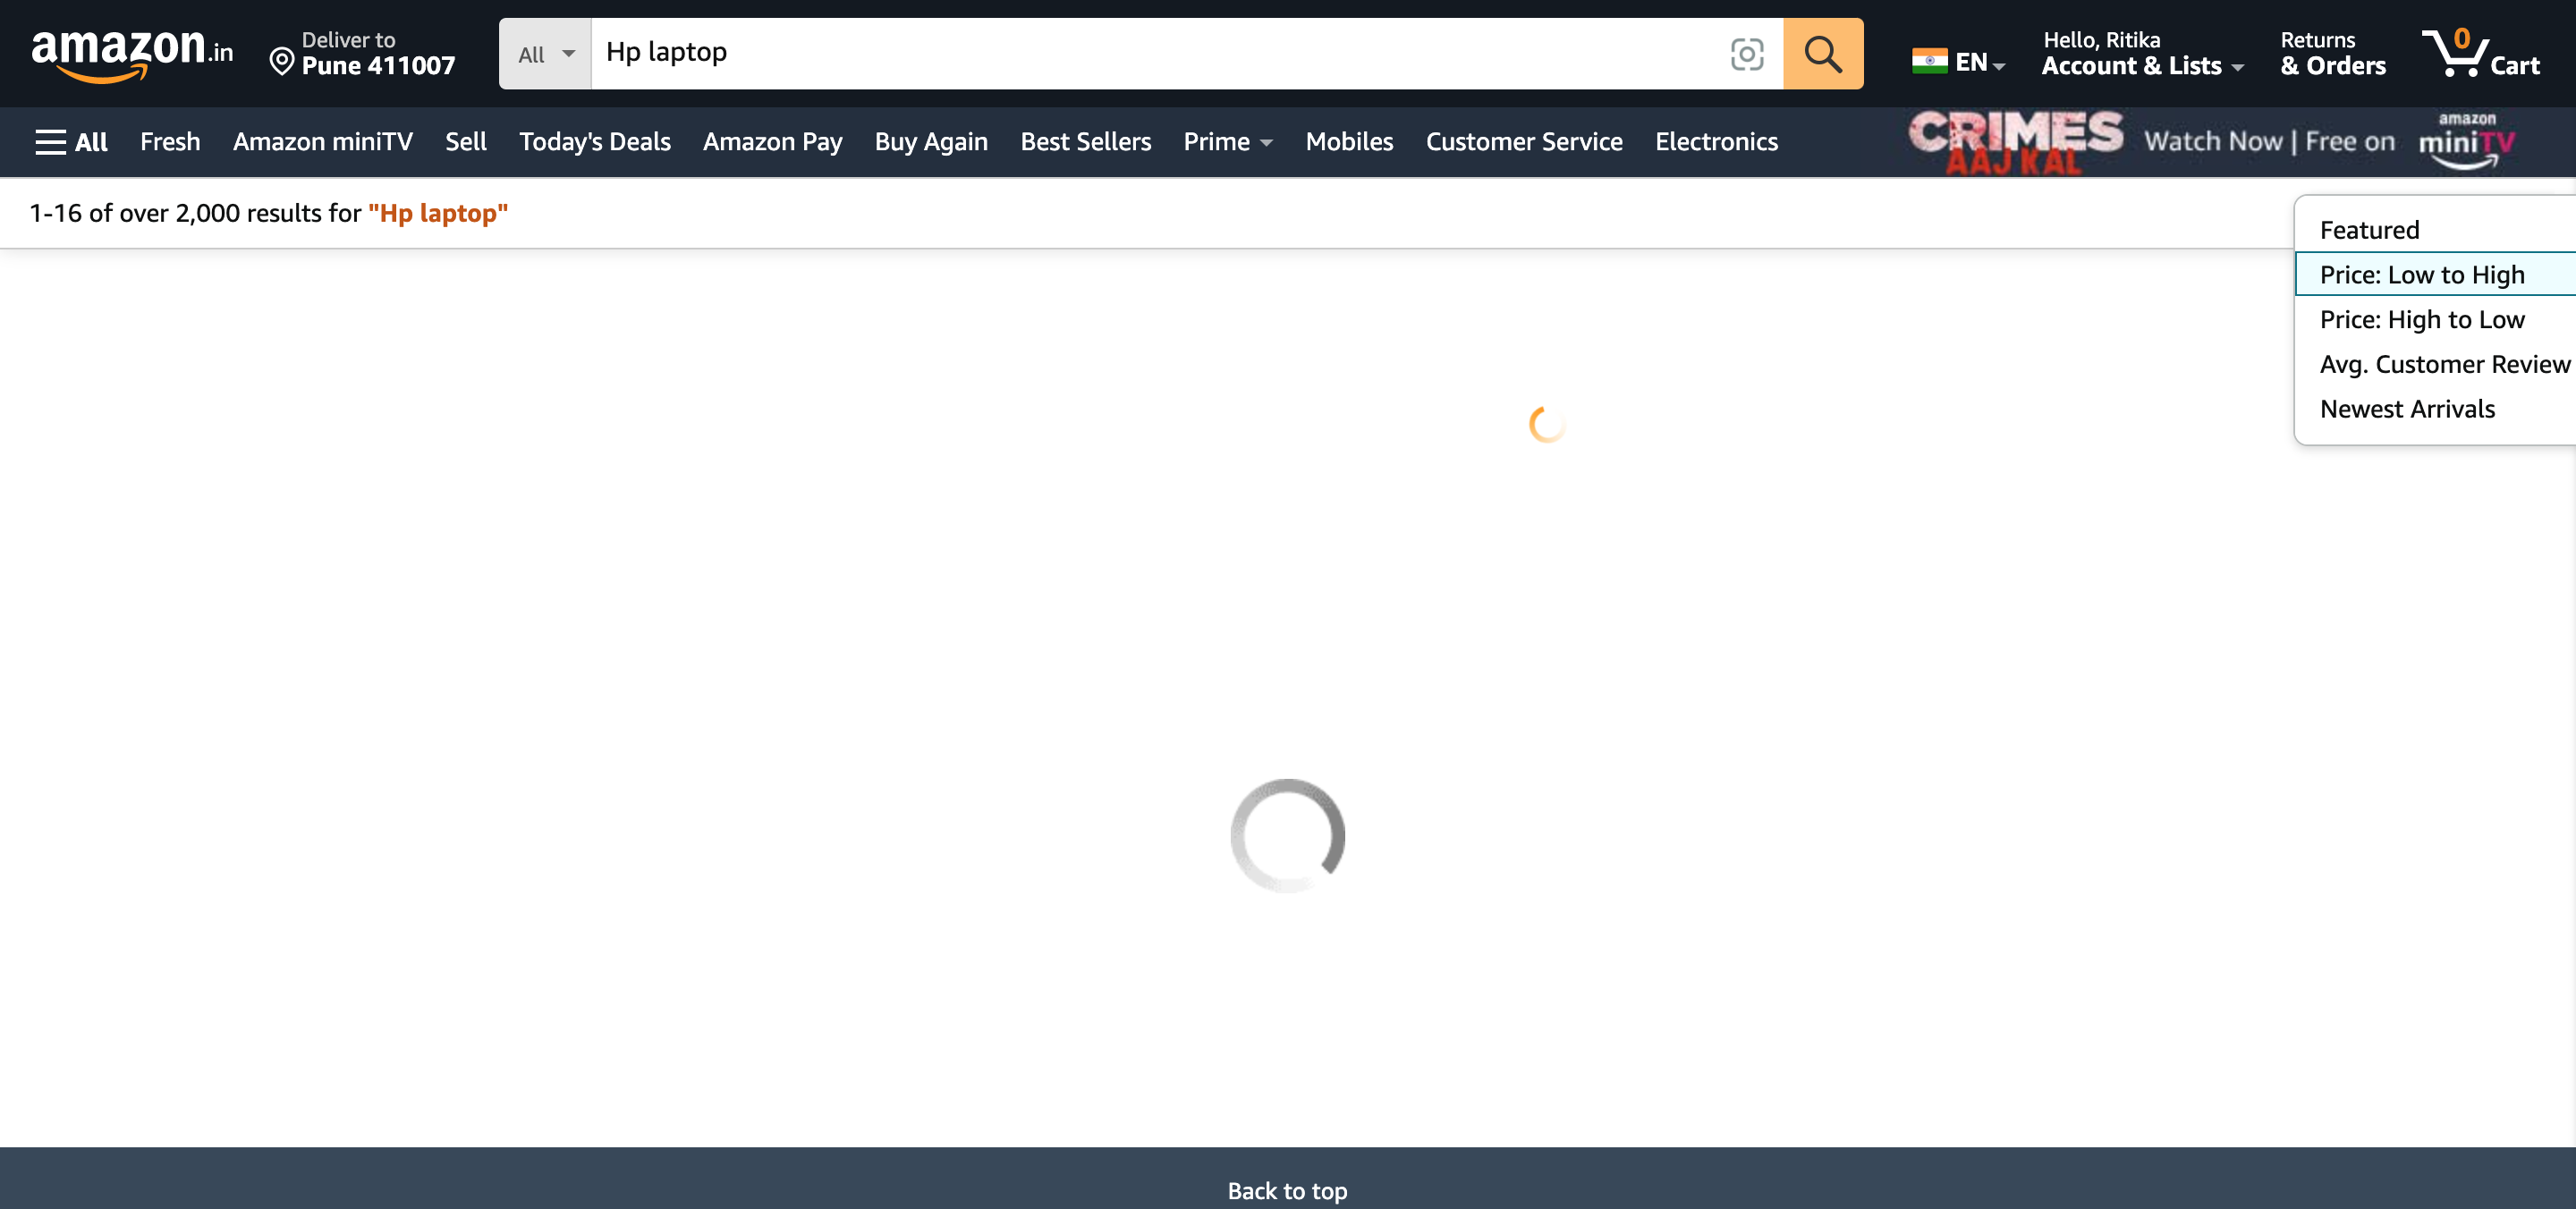 amazon.in
Deliver to
Pune 411007
All
Hp laptop
EN
Hello, Ritika
Account & Lists
Returns
& Orders
0
Cart
All
Fresh
Amazon miniTV
Sell
Today's Deals
Amazon Pay
Buy Again
Best Sellers
Prime
Mobiles
Customer Service
Electronics
CRIMES
AAJ KAL
Watch Now | Free on
amazon
miniTV
1-16 of over 2,000 results for "Hp laptop"
Featured
Price: Low to High
Price: High to Low
Avg. Customer Review
Newest Arrivals
Back to top